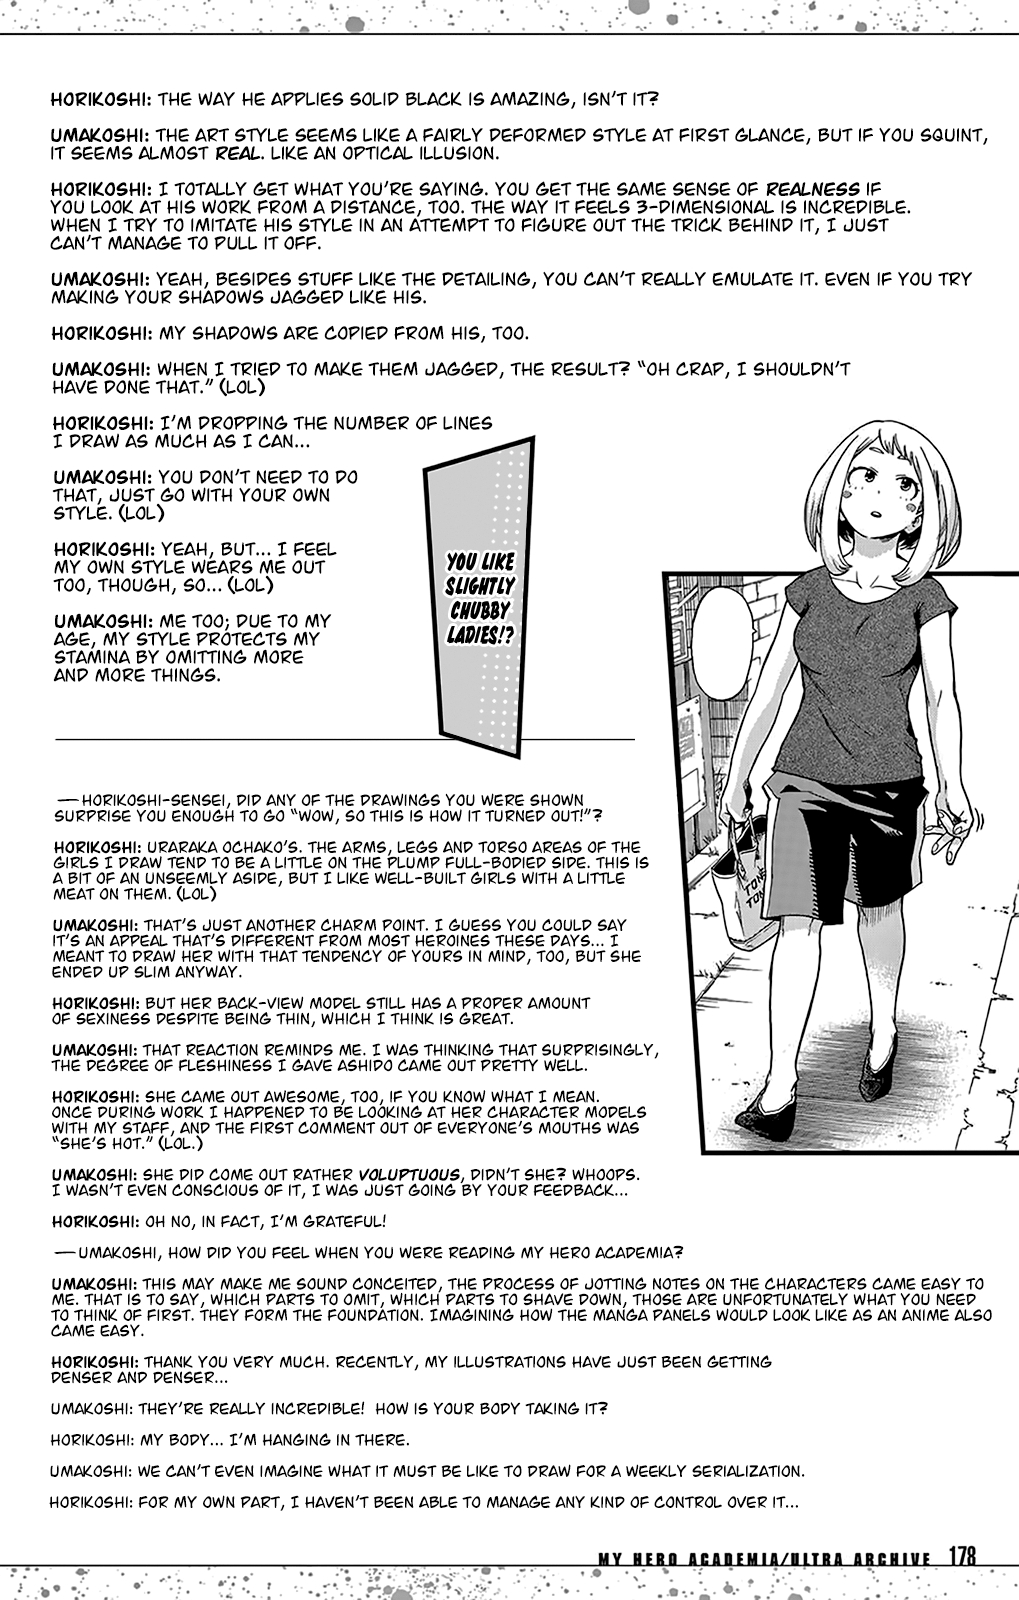 HORIKOSHI: THE WAY HE APPLIES SOLID BLACK IS AMAZING, ISN'T IT?
UMAKOSHI: THE ART STYLE SEEMS LIKE A FAIRLY DEFORMED STYLE AT FIRST GLANCE, BUT IF YOU SQUINT,
IT SEEMS ALMOST REAL. LIKE AN OPTICAL ILLUSION.
HORIKOSHI: I TOTALLY GET WHAT YOU'RE SAYING. YOU GET THE SAME SENSE OF REALNESS IF
YOU LOOK AT HIS WORK FROM A DISTANCE, TOO. THE WAY IT FEELS 3-DIMENSIONAL IS INCREDIBLE.
WHEN I TRY TO IMITATE HIS STYLE IN AN ATTEMPT TO FIGURE OUT THE TRICK BEHIND IT, I JUST
CAN'T MANAGE TO PULL IT OFF.
UMAKOSHI: YEAH, BESIDES STUFF LIKE THE DETAILING, YOU CAN'T REALLY EMULATE IT. EVEN IF YOU TRY
MAKING YOUR SHADOWS JAGGED LIKE HIS.
HORIKOSHI: MY SHADOWS ARE COPIED FROM HIS, TOO.
UMAKOSHI: WHEN I TRIED TO MAKE THEM JAGGED, THE RESULT? "OH CRAP, I SHOULDN'T
HAVE DONE THAT." (LOL)
HORIKOSHI: I'M DROPPING THE NUMBER OF LINES
I DRAW AS MUCH AS I CAN...
UMAKOSHI: YOU DON'T NEED TO DO
THAT, JUST GO WITH YOUR OWN
STYLE. (LOL)
HORIKOSHI: YEAH, BUT... I FEEL
MY OWN STYLE WEARS ME OUT
TOO, THOUGH, SO... (LOL)
UMAKOSHI: ME TOO; DUE TO MY
AGE, MY STYLE PROTECTS MY
STAMINA BY OMITTING MORE
AND MORE THINGS.
YOU LIKE
SLIGHTLY
CHUBBY
LADIES!?
TONE
TON
— HORIKOSHI-SENSEI, DID ANY OF THE DRAWINGS YOU WERE SHOWN
SURPRISE YOU ENOUGH TO GO "WOW, SO THIS IS HOW IT TURNED OUT!"?
HORIKOSHI: URARAKA OCHAKO'S. THE ARMS, LEGS AND TORSO AREAS OF THE
GIRLS I DRAW TEND TO BE A LITTLE ON THE PLUMP FULL-BODIED SIDE. THIS IS
A BIT OF AN UNSEEMLY ASIDE, BUT I LIKE WELL-BUILT GIRLS WITH A LITTLE
MEAT ON THEM. (LOL)
UMAKOSHI: THAT'S JUST ANOTHER CHARM POINT. I GUESS YOU COULD SAY
IT'S AN APPEAL THAT'S DIFFERENT FROM MOST HEROINES THESE DAYS... I
MEANT TO DRAW HER WITH THAT TENDENCY OF YOURS IN MIND, TOO, BUT SHE
ENDED UP SLIM ANYWAY.
HORIKOSHI: BUT HER BACK-VIEW MODEL STILL HAS A PROPER AMOUNT
OF SEXINESS DESPITE BEING THIN, WHICH I THINK IS GREAT.
UMAKOSHI: THAT REACTION REMINDS ME. I WAS THINKING THAT SURPRISINGLY,
THE DEGREE OF FLESHINESS I GAVE ASHIDO CAME OUT PRETTY WELL.
HORIKOSHI: SHE CAME OUT AWESOME, TOO, IF YOU KNOW WHAT I MEAN.
ONCE DURING WORK I HAPPENED TO BE LOOKING AT HER CHARACTER MODELS
WITH MY STAFF, AND THE FIRST COMMENT OUT OF EVERYONE'S MOUTHS WAS
"SHE'S HOT." (LOL.)
UMAKOSHI: SHE DID COME OUT RATHER VOLUPTUOUS, DIDN'T SHE? WHOOPS.
I WASN'T EVEN CONSCIOUS OF IT, I WAS JUST GOING BY YOUR FEEDBACK...
HORIKOSHI: OH NO, IN FACT, I'M GRATEFUL!
— UMAKOSHI, HOW DID YOU FEEL WHEN YOU WERE READING MY HERO ACADEMIA?
UMAKOSHI: THIS MAY MAKE ME SOUND CONCEITED, THE PROCESS OF JOTTING NOTES ON THE CHARACTERS CAME EASY TO
ME. THAT IS TO SAY, WHICH PARTS TO OMIT, WHICH PARTS TO SHAVE DOWN, THOSE ARE UNFORTUNATELY WHAT YOU NEED
TO THINK OF FIRST. THEY FORM THE FOUNDATION. IMAGINING HOW THE MANGA PANELS WOULD LOOK LIKE AS AN ANIME ALSO
CAME EASY.
HORIKOSHI: THANK YOU VERY MUCH. RECENTLY, MY ILLUSTRATIONS HAVE JUST BEEN GETTING
DENSER AND DENSER...
UMAKOSHI: THEY'RE REALLY INCREDIBLE! HOW IS YOUR BODY TAKING IT?
HORIKOSHI: MY BODY... I'M HANGING IN THERE.
UMAKOSHI: WE CAN'T EVEN IMAGINE WHAT IT MUST BE LIKE TO DRAW FOR A WEEKLY SERIALIZATION.
HORIKOSHI: FOR MY OWN PART, I HAVEN'T BEEN ABLE TO MANAGE ANY KIND OF CONTROL OVER IT...
MY HERO ACADEMIA/ULTRA ARCHIVE 178